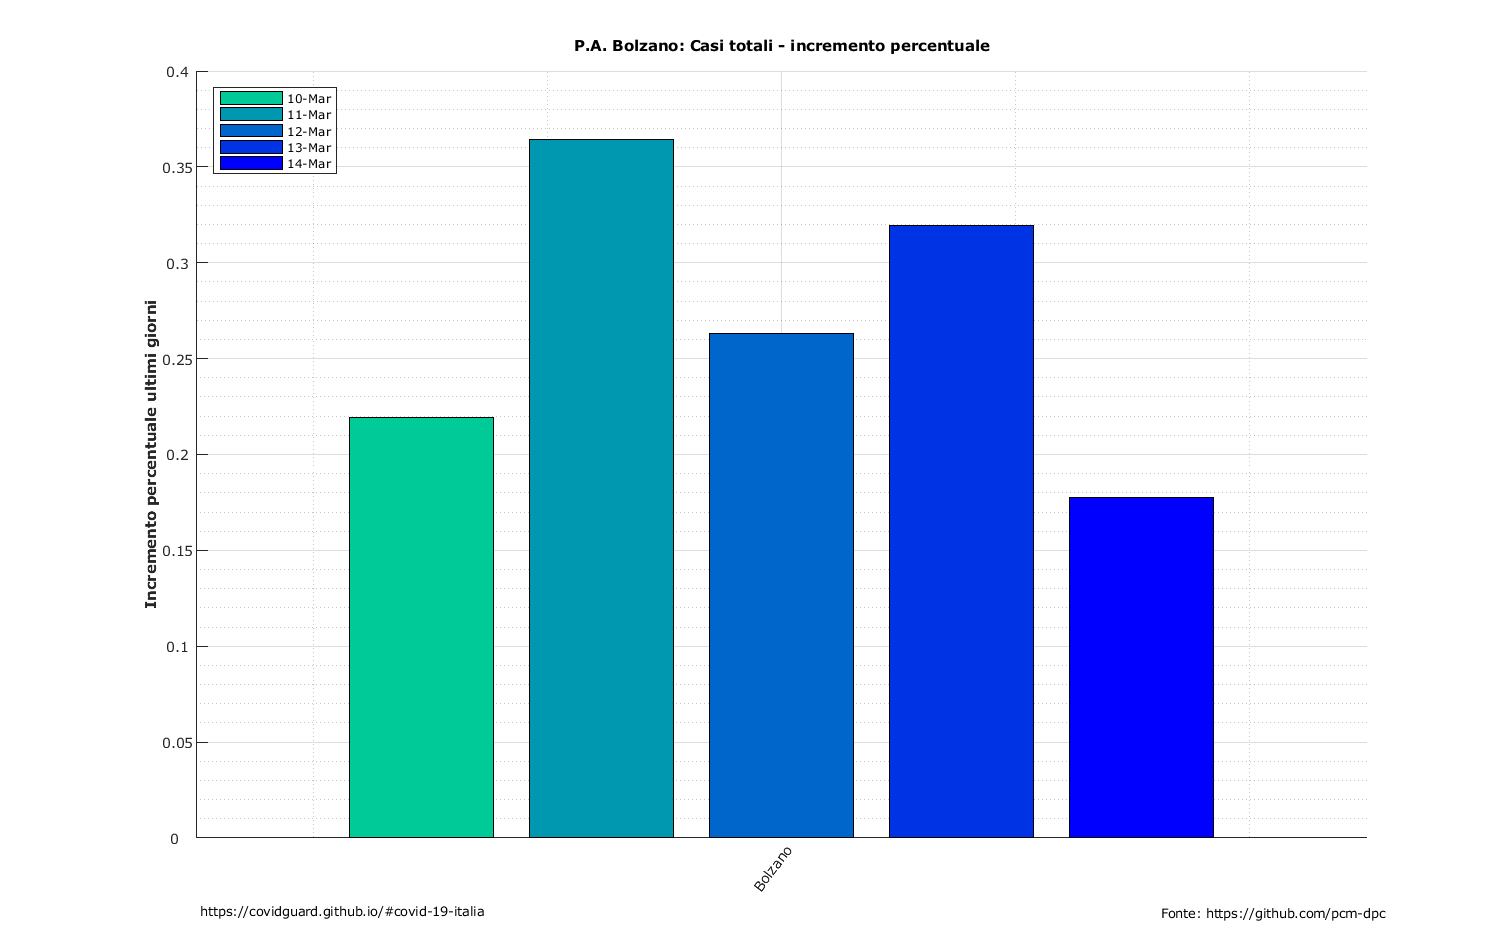 P.A. Bolzano: Casi totali - incremento percentuale
0.4
0.35
0.3
0.25
0.2
0.15
0.1
0.05
0
Incremento percentuale ultimi giorni
10-Mar
11-Mar
12-Mar
13-Mar
14-Mar
Bolzano
https://covidguard.github.io/#covid-19-italia
Fonte: https://github.com/pcm-dpc